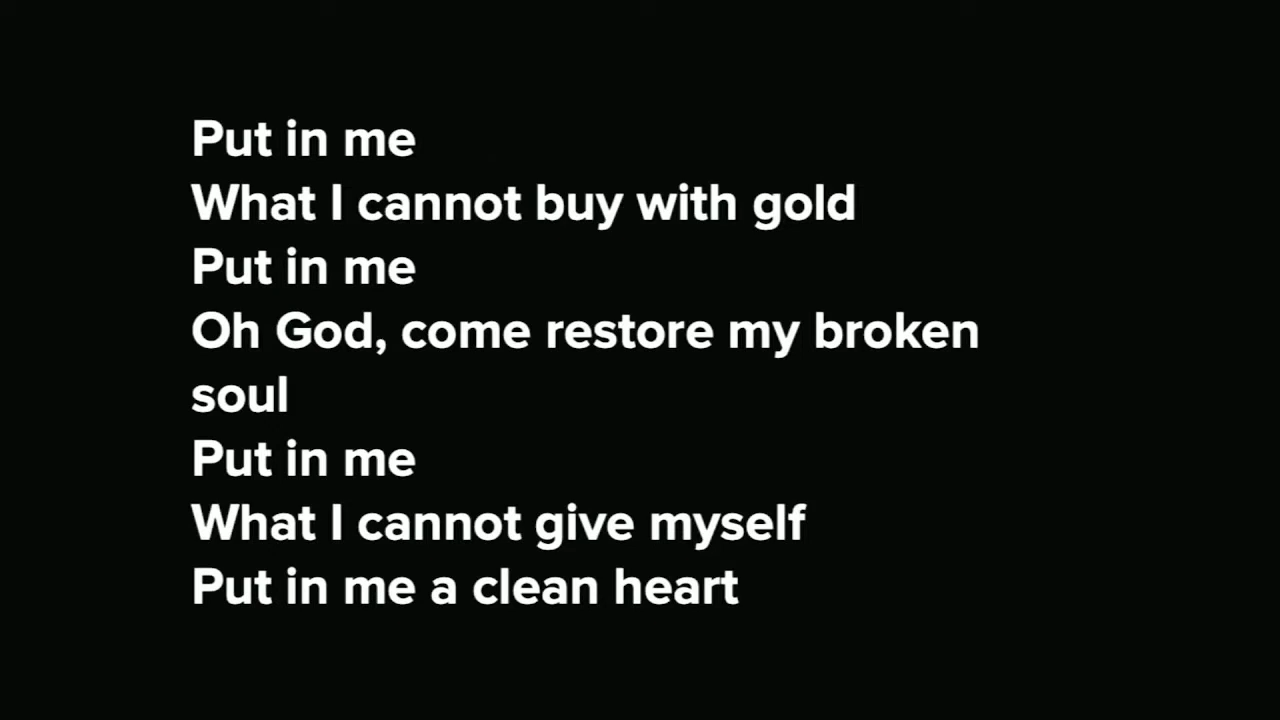 Put in me
What I cannot buy with gold
Put in me
Oh God, come restore my broken
soul
Put in me
What I cannot give myself
Put in me a clean heart